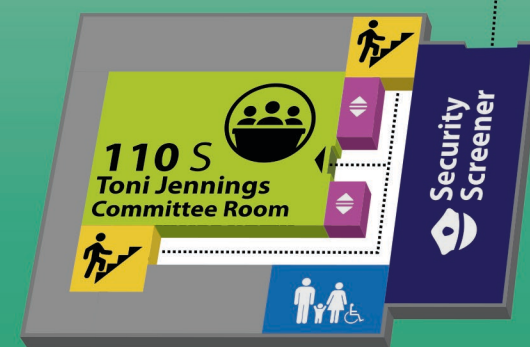 110 S
Toni Jennings
Committee Room
Security
Screener